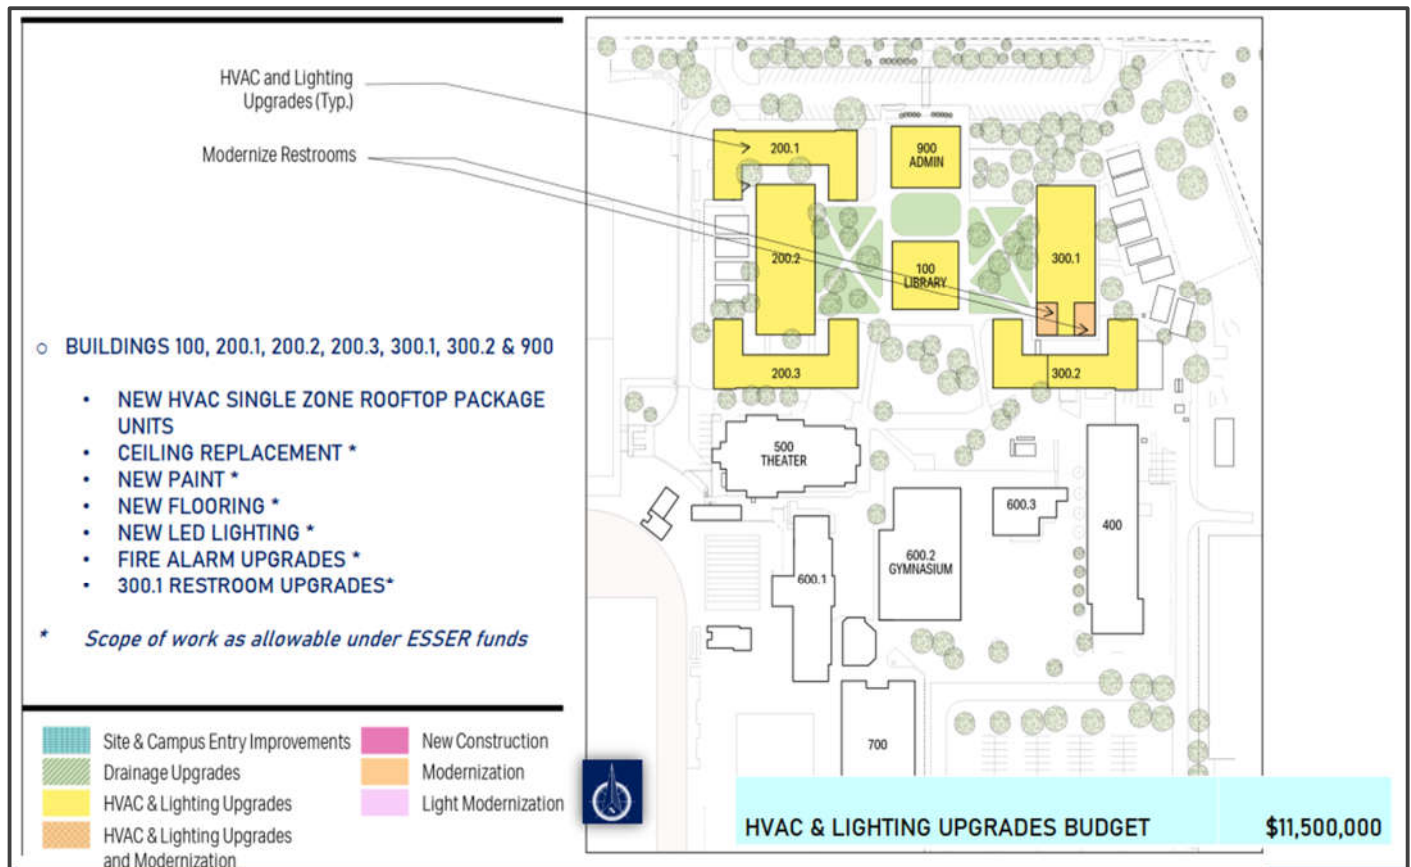 HVAC and Lighting
Upgrades (Typ.)
Modernize Restrooms
○ BUILDINGS 100, 200.1, 200.2, 200.3, 300.1, 300.2 & 900
• NEW HVAC SINGLE ZONE ROOFTOP PACKAGE
UNITS
• CEILING REPLACEMENT *
• NEW PAINT *
• NEW FLOORING *
• NEW LED LIGHTING *
• FIRE ALARM UPGRADES *
• 300.1 RESTROOM UPGRADES*
* Scope of work as allowable under ESSER funds
Site & Campus Entry Improvements
Drainage Upgrades
HVAC & Lighting Upgrades
HVAC & Lighting Upgrades
and Modernization
New Construction
Modernization
Light Modernization
200.1
900
ADMIN
200.2
100
LIBRARY
300.1
200.3
300.2
500
THEATER
600.3
400
600.2
GYMNASIUM
600.1
700
HVAC & LIGHTING UPGRADES BUDGET $11,500,000